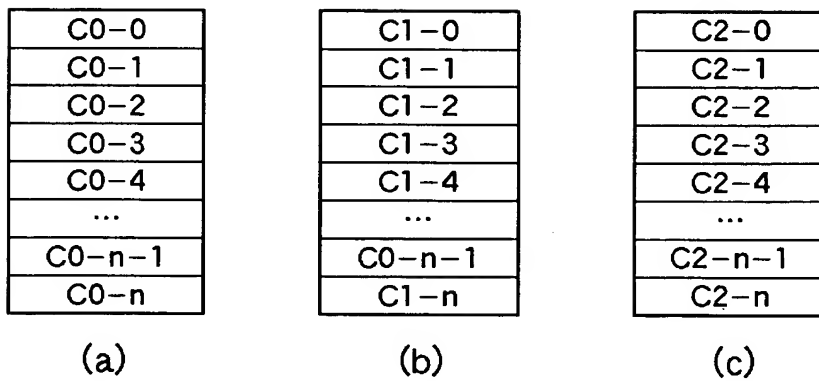 C0-0 C1-0 C2-0
C0-1 C1-1 C2-1
C0-2 C1-2 C2-2
C0-3 C1-3 C2-3
C0-4 C1-4 C2-4
... ... ...
C0-n-1 C0-n-1 C2-n-1
C0-n C1-n C2-n
(a) (b) (c)